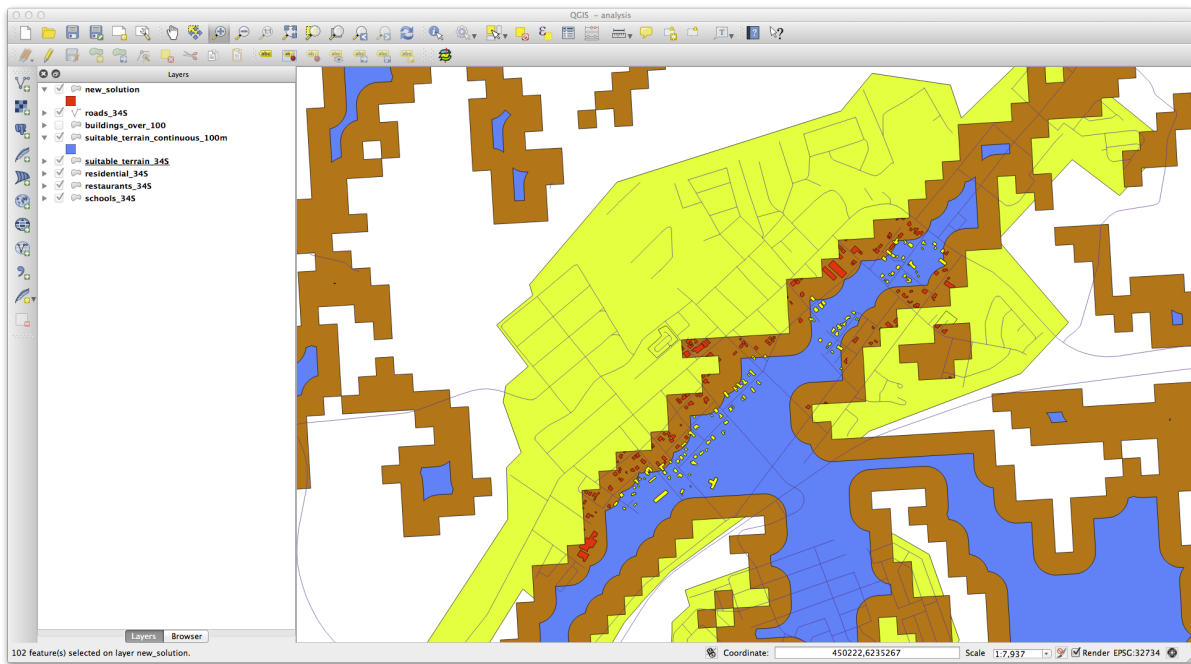 QGIS - analysis
Layers
new_solution
roads_34S
buildings_over_100
suitable_terrain_continuous_100m
suitable_terrain_34S
residential_34S
restaurants_34S
schools_34S
Layers Browser
102 feature(s) selected on layer new_solution.
Coordinate: 450222,6235267 Scale 1:7,937 Render EPSG:32734